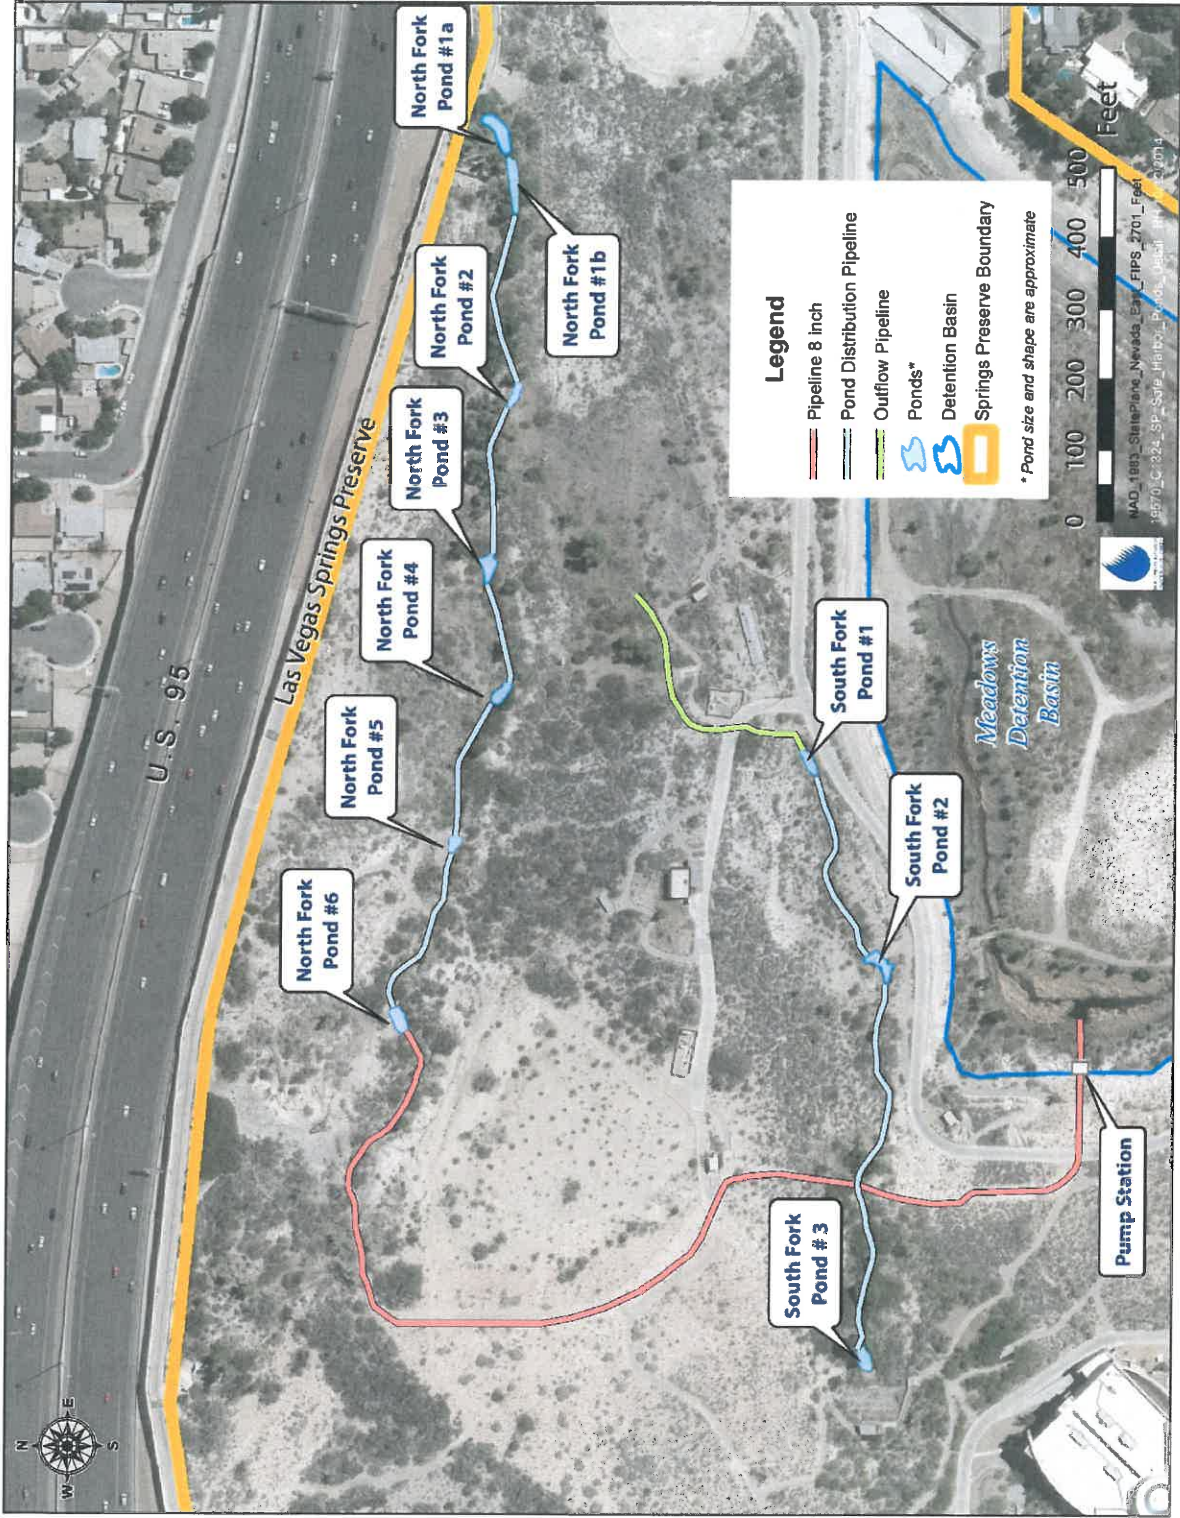 North Fork
Pond #1a
North Fork
Pond #1b
North Fork
Pond #2
North Fork
Pond #3
North Fork
Pond #4
North Fork
Pond #5
North Fork
Pond #6
U.S. 95
Las Vegas Springs Preserve
South Fork
Pond #1
South Fork
Pond #2
South Fork
Pond # 3
Pump Station
Meadows
Detention
Basin
N
W
E
S
Legend
Pipeline 8 inch
Pond Distribution Pipeline
Outflow Pipeline
Ponds*
Detention Basin
Springs Preserve Boundary
* Pond size and shape are approximate
0 100 200 300 400 500
Feet
NAD_1983_StatePlane_Nevada_East_FIPS_2701_Feet